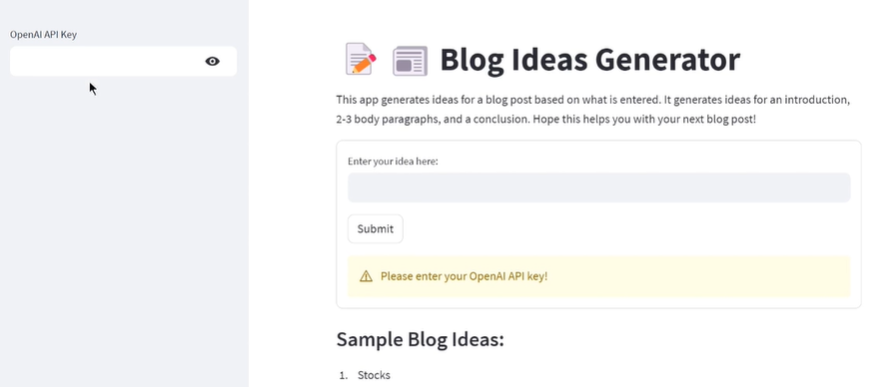 OpenAI API Key
Blog Ideas Generator
This app generates ideas for a blog post based on what is entered. It generates ideas for an introduction,
2-3 body paragraphs, and a conclusion. Hope this helps you with your next blog post!
Enter your idea here:
Submit
Please enter your OpenAI API key!
Sample Blog Ideas:
1. Stocks